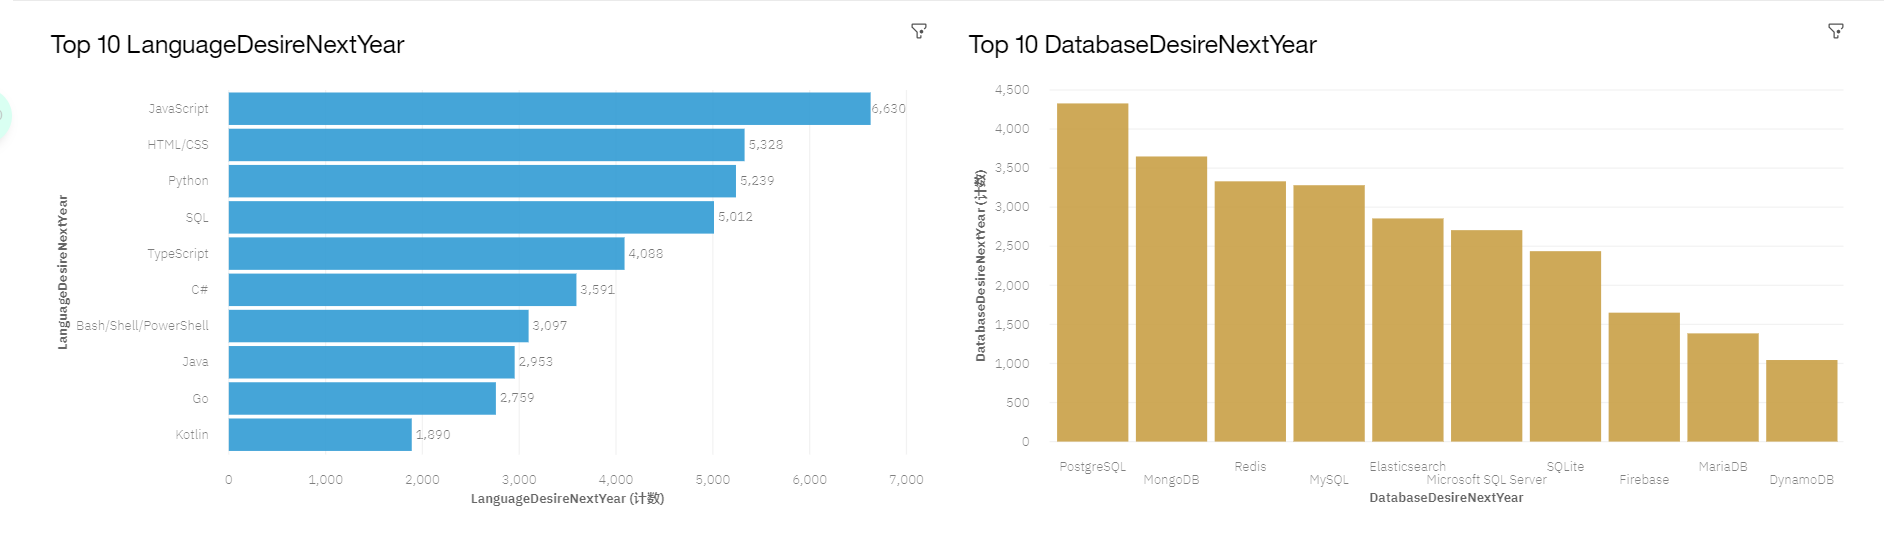 Top 10 LanguageDesireNextYear
LanguageDesireNextYear
JavaScript
6,630
HTML/CSS
5,328
Python
5,239
SQL
5,012
TypeScript
4,088
C#
3,591
Bash/Shell/PowerShell
3,097
Java
2,953
Go
2,759
Kotlin
1,890
0 1,000 2,000 3,000 4,000 5,000 6,000 7,000
LanguageDesireNextYear (计数)
Top 10 DatabaseDesireNextYear
DatabaseDesireNextYear (计数)
4,500
4,000
3,500
3,000
2,500
2,000
1,500
1,000
500
0
PostgreSQL
MongoDB
Redis
MySQL
Elasticsearch
Microsoft SQL Server
SQLite
Firebase
MariaDB
DynamoDB
DatabaseDesireNextYear